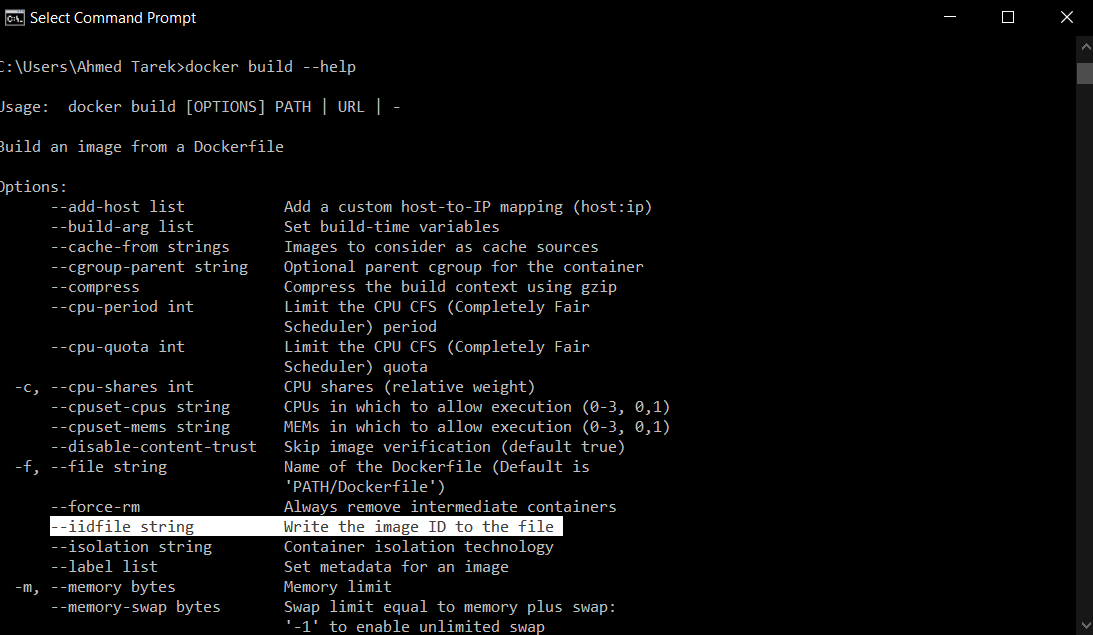 Select Command Prompt
C:\Users\Ahmed Tarek>docker build --help
Usage:  docker build [OPTIONS] PATH | URL | -
Build an image from a Dockerfile
Options:
      --add-host list           Add a custom host-to-IP mapping (host:ip)
      --build-arg list          Set build-time variables
      --cache-from strings      Images to consider as cache sources
      --cgroup-parent string    Optional parent cgroup for the container
      --compress                Compress the build context using gzip
      --cpu-period int          Limit the CPU CFS (Completely Fair
                                Scheduler) period
      --cpu-quota int           Limit the CPU CFS (Completely Fair
                                Scheduler) quota
  -c, --cpu-shares int          CPU shares (relative weight)
      --cpuset-cpus string      CPUs in which to allow execution (0-3, 0,1)
      --cpuset-mems string      MEMs in which to allow execution (0-3, 0,1)
      --disable-content-trust   Skip image verification (default true)
  -f, --file string             Name of the Dockerfile (Default is
                                'PATH/Dockerfile')
      --force-rm                Always remove intermediate containers
      --iidfile string          Write the image ID to the file
      --isolation string        Container isolation technology
      --label list              Set metadata for an image
  -m, --memory bytes            Memory limit
      --memory-swap bytes       Swap limit equal to memory plus swap:
                                '-1' to enable unlimited swap